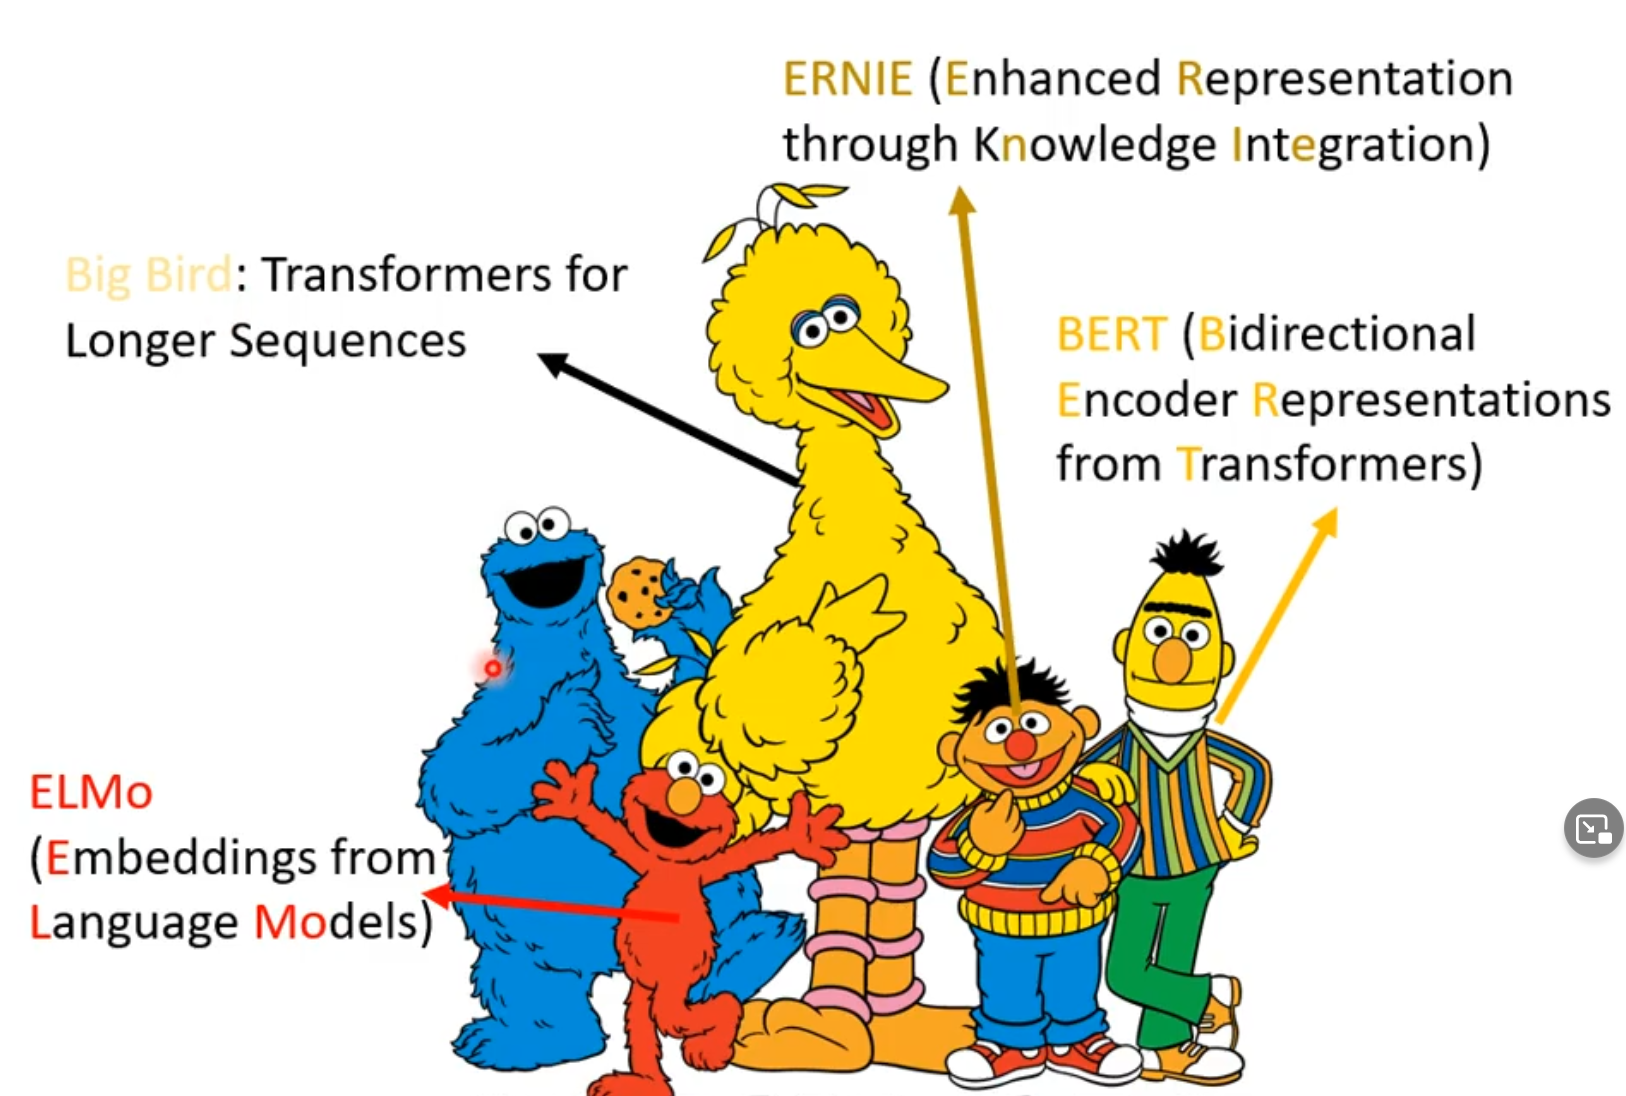 ERNIE (Enhanced Representation
through Knowledge Integration)
Big Bird: Transformers for
Longer Sequences
BERT (Bidirectional
Encoder Representations
from Transformers)
ELMo
(Embeddings from
Language Models)